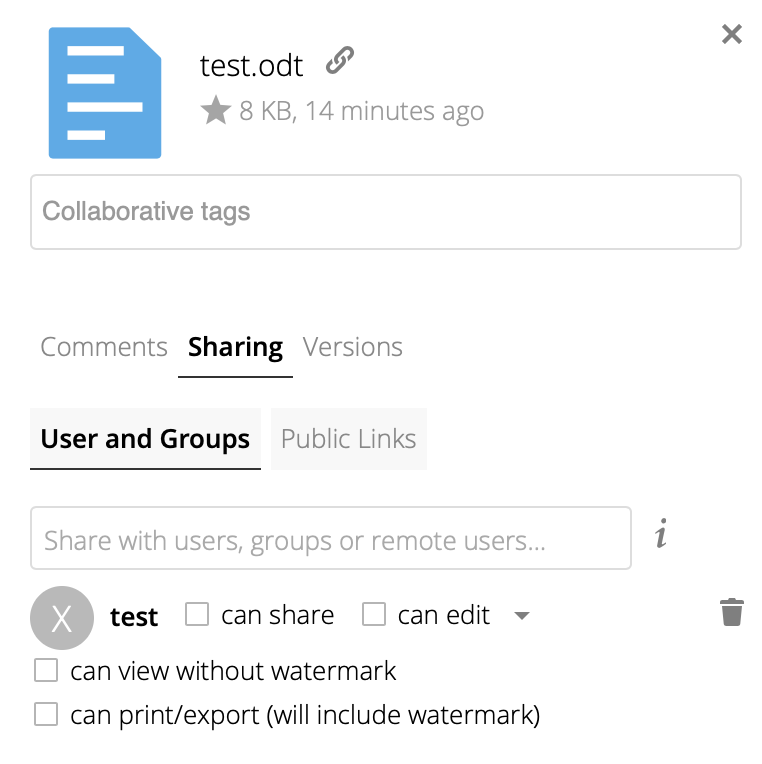 test.odt
8 KB, 14 minutes ago
Collaborative tags
Comments Sharing Versions
User and Groups Public Links
Share with users, groups or remote users...
i
X test can share can edit
can view without watermark
can print/export (will include watermark)